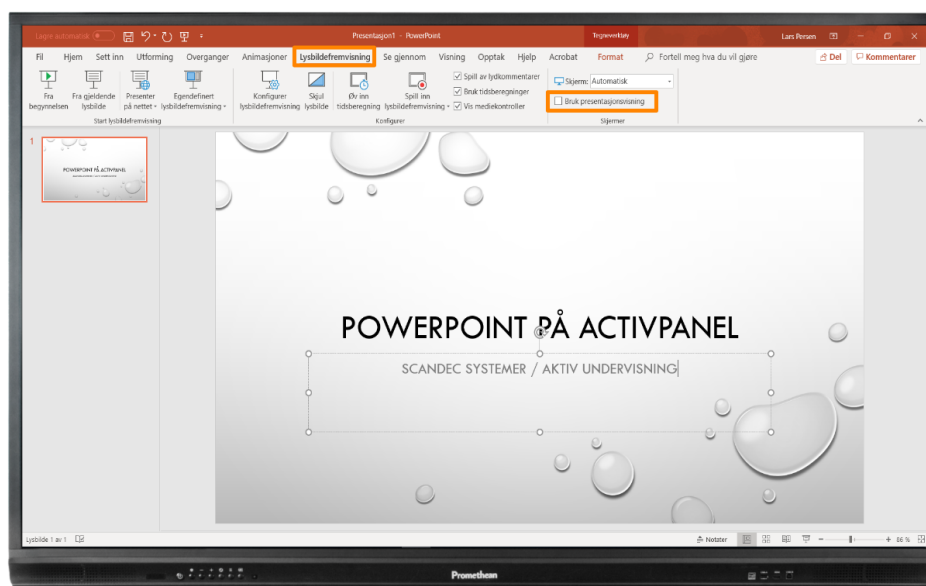 Lagre automatisk
Presentasjon1 - PowerPoint
Tegneverktøy
Lars Persen
Fil Hjem Sett inn Utforming Overganger Animasjoner Lysbildefremvisning Se gjennom Visning Opptak Hjelp Acrobat Format Fortell meg hva du vil gjøre Del Kommentarer
Fra begynnelsen
Fra gjeldende lysbilde
Presenter på nettet
Egendefinert lysbildefremvisning
Konfigurer lysbildefremvisning
Skjul lysbilde
Øv inn tidsberegning
Spill inn lysbildefremvisning
Spill av lydkommentarer
Bruk tidsberegninger
Vis mediekontroller
Skjerm: Automatisk
Bruk presentasjonsvisning
Start lysbildefremvisning
Konfigurer
Skjermer
1
POWERPOINT PÅ ACTIVPANEL
POWERPOINT PÅ ACTIVPANEL
SCANDEC SYSTEMER / AKTIV UNDERVISNING
Lysbilde 1 av 1
Notater
86 %
Promethean